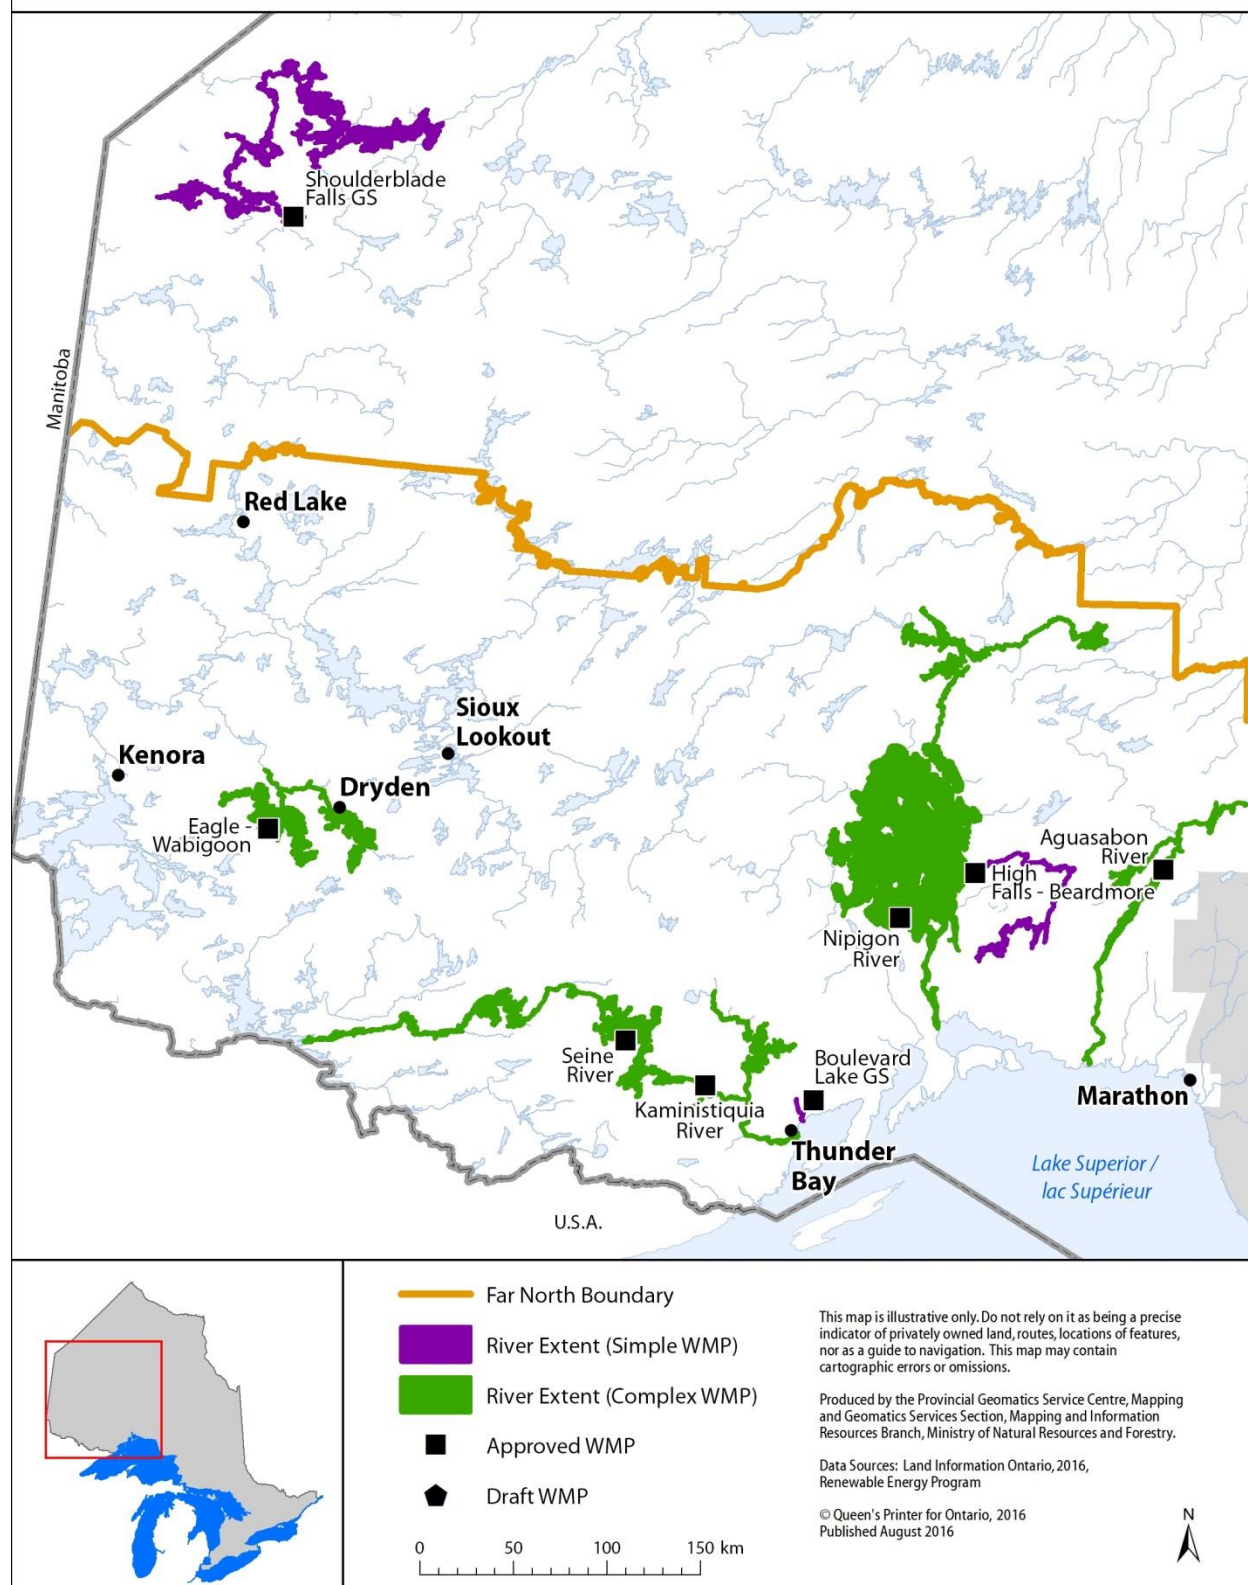 Shoulderblade
Falls GS
Manitoba
Red Lake
Sioux
Lookout
Kenora
Dryden
Eagle -
Wabigoon
Aguasabon
River
High
Falls - Beardmore
Nipigon
River
Seine
River
Boulevard
Lake GS
Kaministiquia
River
Marathon
Thunder
Bay
Lake Superior /
lac Supérieur
U.S.A.
Far North Boundary
River Extent (Simple WMP)
River Extent (Complex WMP)
Approved WMP
Draft WMP
0 50 100 150 km
This map is illustrative only. Do not rely on it as being a precise
indicator of privately owned land, routes, locations of features,
nor as a guide to navigation. This map may contain
cartographic errors or omissions.
Produced by the Provincial Geomatics Service Centre, Mapping
and Geomatics Services Section, Mapping and Information
Resources Branch, Ministry of Natural Resources and Forestry.
Data Sources: Land Information Ontario, 2016,
Renewable Energy Program
© Queen's Printer for Ontario, 2016
Published August 2016
N